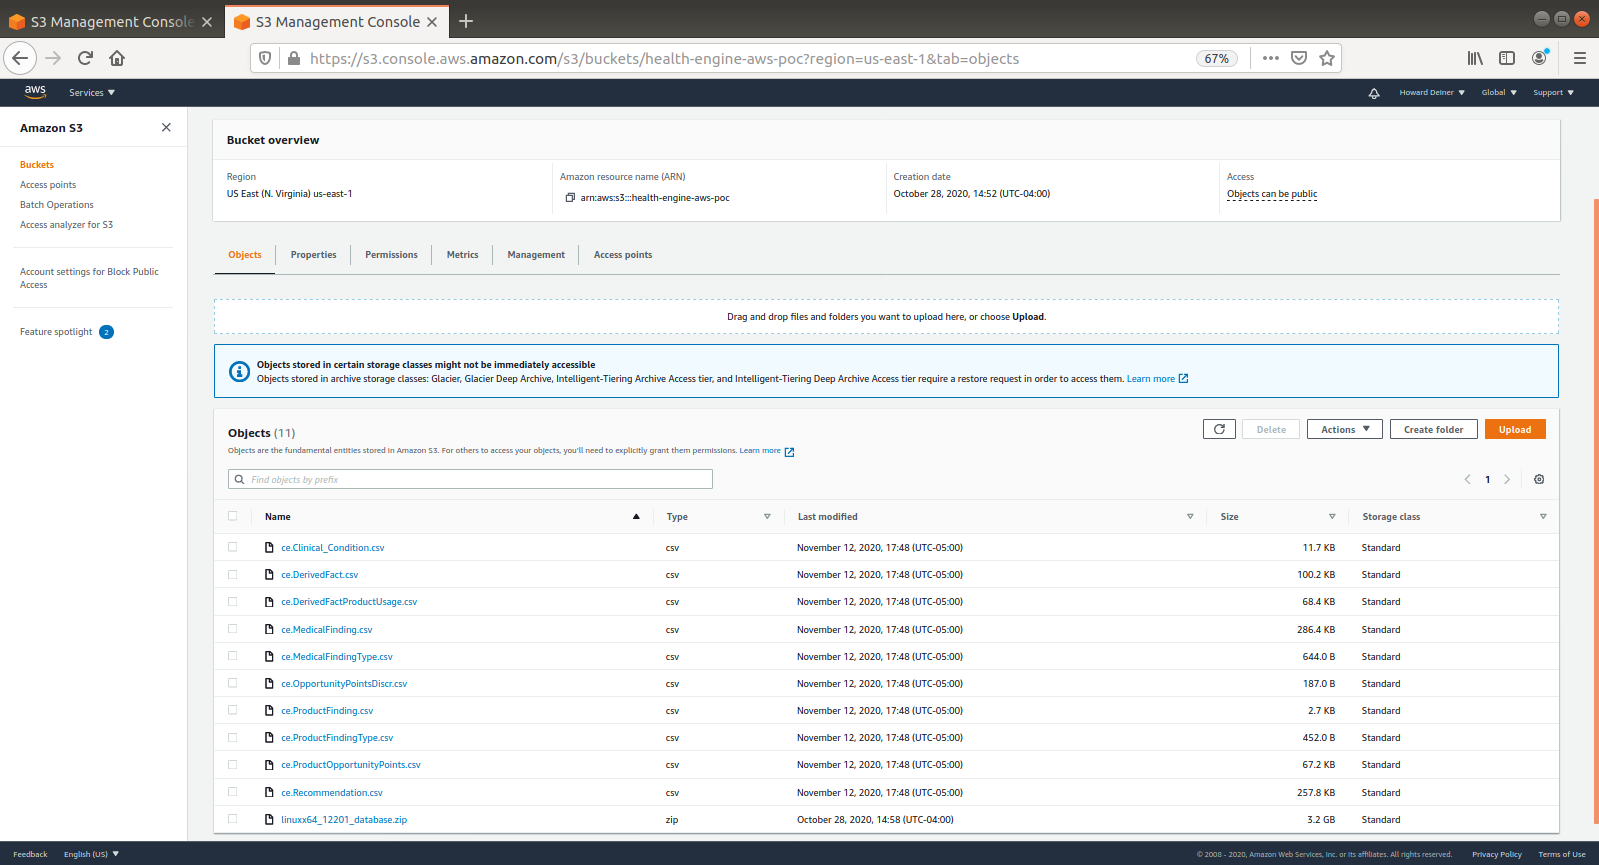 S3 Management Console
S3 Management Console
https://s3.console.aws.amazon.com/s3/buckets/health-engine-aws-poc?region=us-east-1&tab=objects
67%
aws
Services
Howard Deiner
Global
Support
Amazon S3
Buckets
Access points
Batch Operations
Access analyzer for S3
Account settings for Block Public
Access
Feature spotlight 2
Bucket overview
Region
US East (N. Virginia) us-east-1
Amazon resource name (ARN)
arn:aws:s3:::health-engine-aws-poc
Creation date
October 28, 2020, 14:52 (UTC-04:00)
Access
Objects can be public
Objects Properties Permissions Metrics Management Access points
Drag and drop files and folders you want to upload here, or choose Upload.
Objects stored in certain storage classes might not be immediately accessible
Objects stored in archive storage classes: Glacier, Glacier Deep Archive, Intelligent-Tiering Archive Access tier, and Intelligent-Tiering Deep Archive Access tier require a restore request in order to access them. Learn more
Objects (11)
Delete Actions Create folder Upload
Objects are the fundamental entities stored in Amazon S3. For others to access your objects, you'll need to explicitly grant them permissions. Learn more
Find objects by prefix
1
Name Type Last modified Size Storage class
ce.Clinical_Condition.csv csv November 12, 2020, 17:48 (UTC-05:00) 11.7 KB Standard
ce.DerivedFact.csv csv November 12, 2020, 17:48 (UTC-05:00) 100.2 KB Standard
ce.DerivedFactProductUsage.csv csv November 12, 2020, 17:48 (UTC-05:00) 68.4 KB Standard
ce.MedicalFinding.csv csv November 12, 2020, 17:48 (UTC-05:00) 286.4 KB Standard
ce.MedicalFindingType.csv csv November 12, 2020, 17:48 (UTC-05:00) 644.0 B Standard
ce.OpportunityPointsDiscr.csv csv November 12, 2020, 17:48 (UTC-05:00) 187.0 B Standard
ce.ProductFinding.csv csv November 12, 2020, 17:48 (UTC-05:00) 2.7 KB Standard
ce.ProductFindingType.csv csv November 12, 2020, 17:48 (UTC-05:00) 452.0 B Standard
ce.ProductOpportunityPoints.csv csv November 12, 2020, 17:48 (UTC-05:00) 67.2 KB Standard
ce.Recommendation.csv csv November 12, 2020, 17:48 (UTC-05:00) 257.8 KB Standard
linuxx64_12201_database.zip zip October 28, 2020, 14:58 (UTC-04:00) 3.2 GB Standard
Feedback English (US) © 2008 - 2020, Amazon Web Services, Inc. or its affiliates. All rights reserved. Privacy Policy Terms of Use